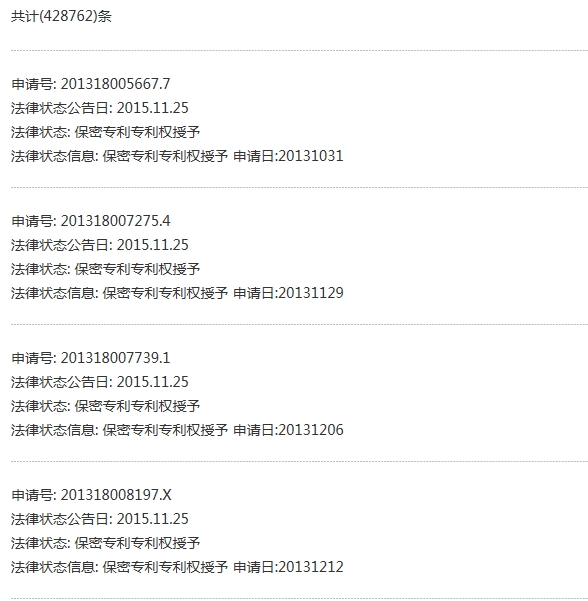 共计(428762)条
申请号: 201318005667.7
法律状态公告日: 2015.11.25
法律状态: 保密专利专利权授予
法律状态信息: 保密专利专利权授予 申请日:20131031
申请号: 201318007275.4
法律状态公告日: 2015.11.25
法律状态: 保密专利专利权授予
法律状态信息: 保密专利专利权授予 申请日:20131129
申请号: 201318007739.1
法律状态公告日: 2015.11.25
法律状态: 保密专利专利权授予
法律状态信息: 保密专利专利权授予 申请日:20131206
申请号: 201318008197.X
法律状态公告日: 2015.11.25
法律状态: 保密专利专利权授予
法律状态信息: 保密专利专利权授予 申请日:20131212